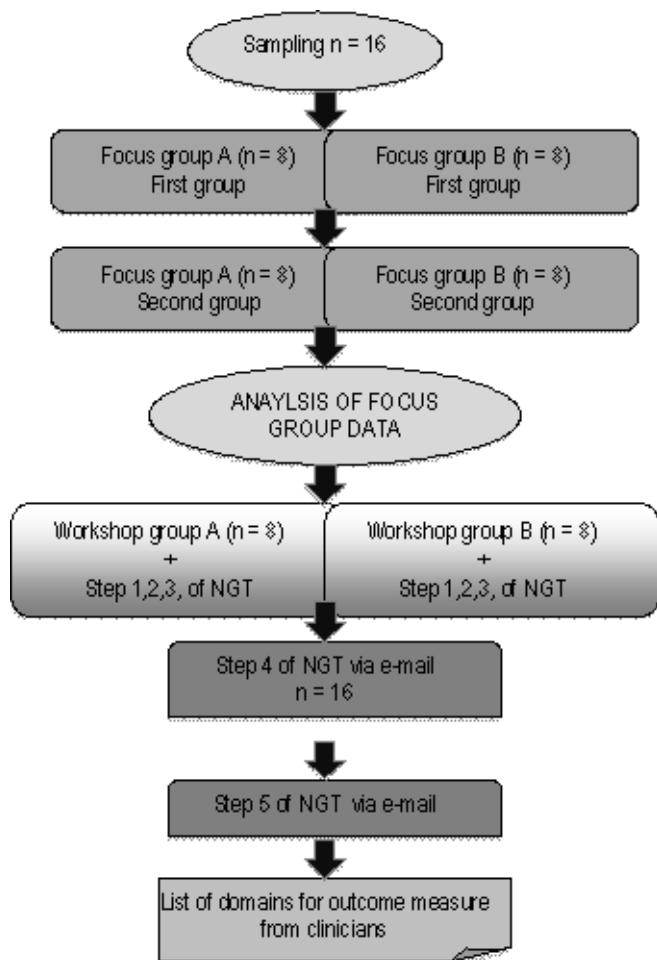 Sampling n = 16
Focus group A (n = 8)
First group
Focus group B (n = 8)
First group
Focus group A (n = 8)
Second group
Focus group B (n = 8)
Second group
ANAYLSIS OF FOCUS
GROUP DATA
Workshop group A (n = 8)
+
Step 1,2,3, of NGT
Workshop group B (n = 8)
+
Step 1,2,3, of NGT
Step 4 of NGT via e-mail
n = 16
Step 5 of NGT via e-mail
List of domains for outcome measure
from clinicians